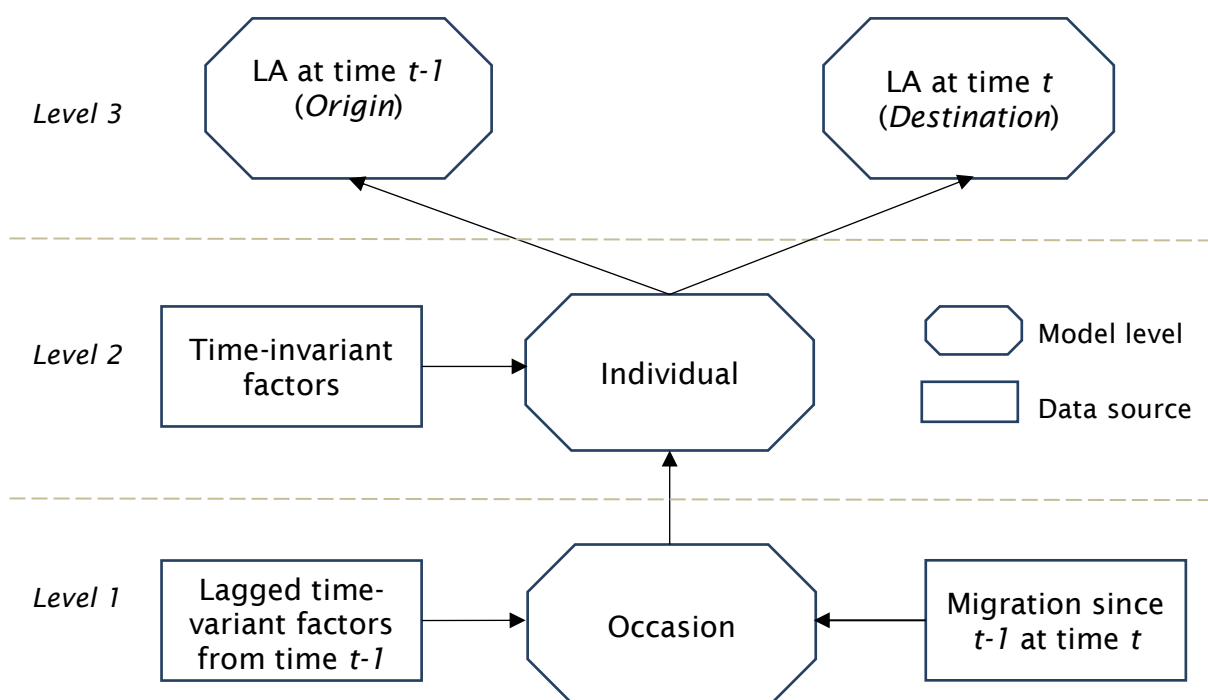 Level 3
LA at time t-1
(Origin)
LA at time t
(Destination)
Level 2
Time-invariant
factors
Individual
Model level
Data source
Level 1
Lagged time-
variant factors
from time t-1
Occasion
Migration since
t-1 at time t